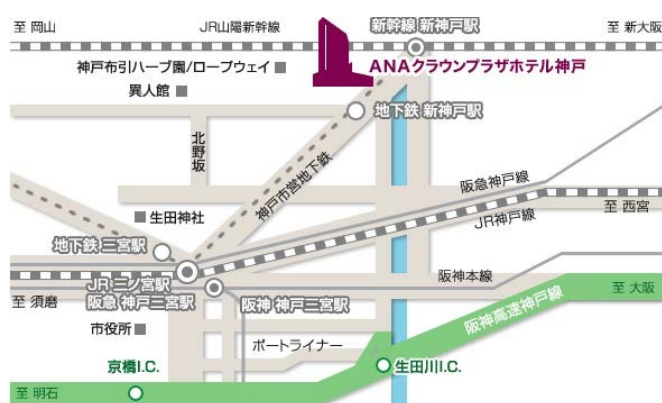 至 岡山
JR山陽新幹線
新幹線 新神戸駅
至 新大阪
神戸布引ハーブ園/ロープウェイ
ANAクラウンプラザホテル神戸
異人館
地下鉄 新神戸駅
北野坂
神戸市営地下鉄
阪急神戸線
生田神社
JR神戸線
至 西宮
地下鉄 三宮駅
JR 三ノ宮駅
阪神本線
至 須磨
阪急 神戸三宮駅
阪神 神戸三宮駅
至 大阪
市役所
ポートライナー
阪神高速神戸線
京橋I.C.
生田川I.C.
至 明石